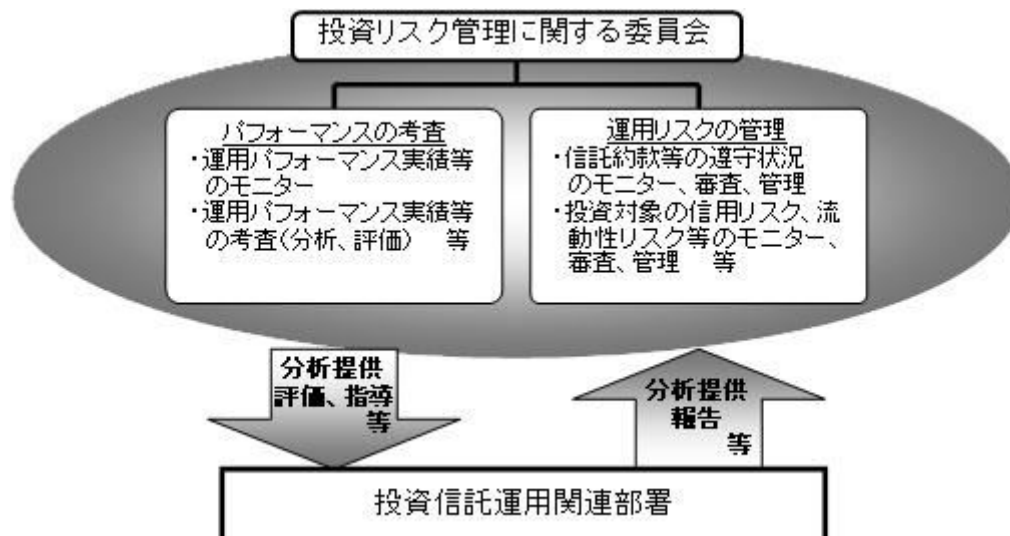 投資リスク管理に関する委員会
パフォーマンスの考査
・運用パフォーマンス実績等
のモニター
・運用パフォーマンス実績等
の考査(分析、評価) 等
運用リスクの管理
・信託約款等の遵守状況
のモニター、審査、管理
・投資対象の信用リスク、流
動性リスク等のモニター、
審査、管理 等
分析提供
評価、指導
等
分析提供
報告
等
投資信託運用関連部署